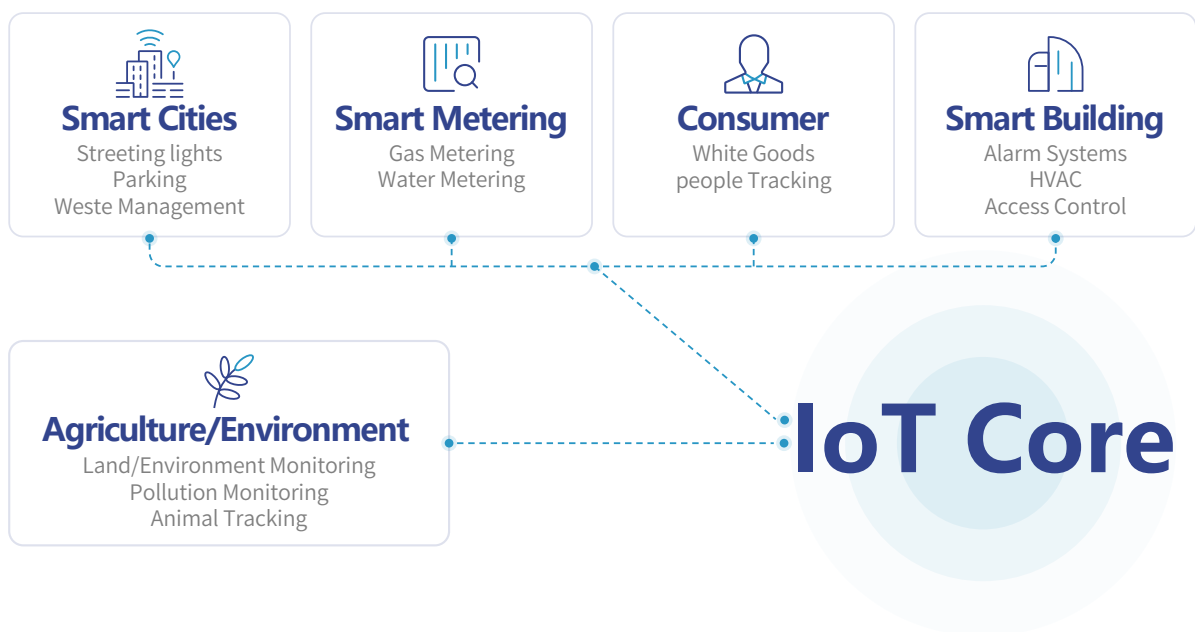 Smart Cities
Streeting lights
Parking
Weste Management
Smart Metering
Gas Metering
Water Metering
Consumer
White Goods
people Tracking
Smart Building
Alarm Systems
HVAC
Access Control
Agriculture/Environment
Land/Environment Monitoring
Pollution Monitoring
Animal Tracking
IoT Core